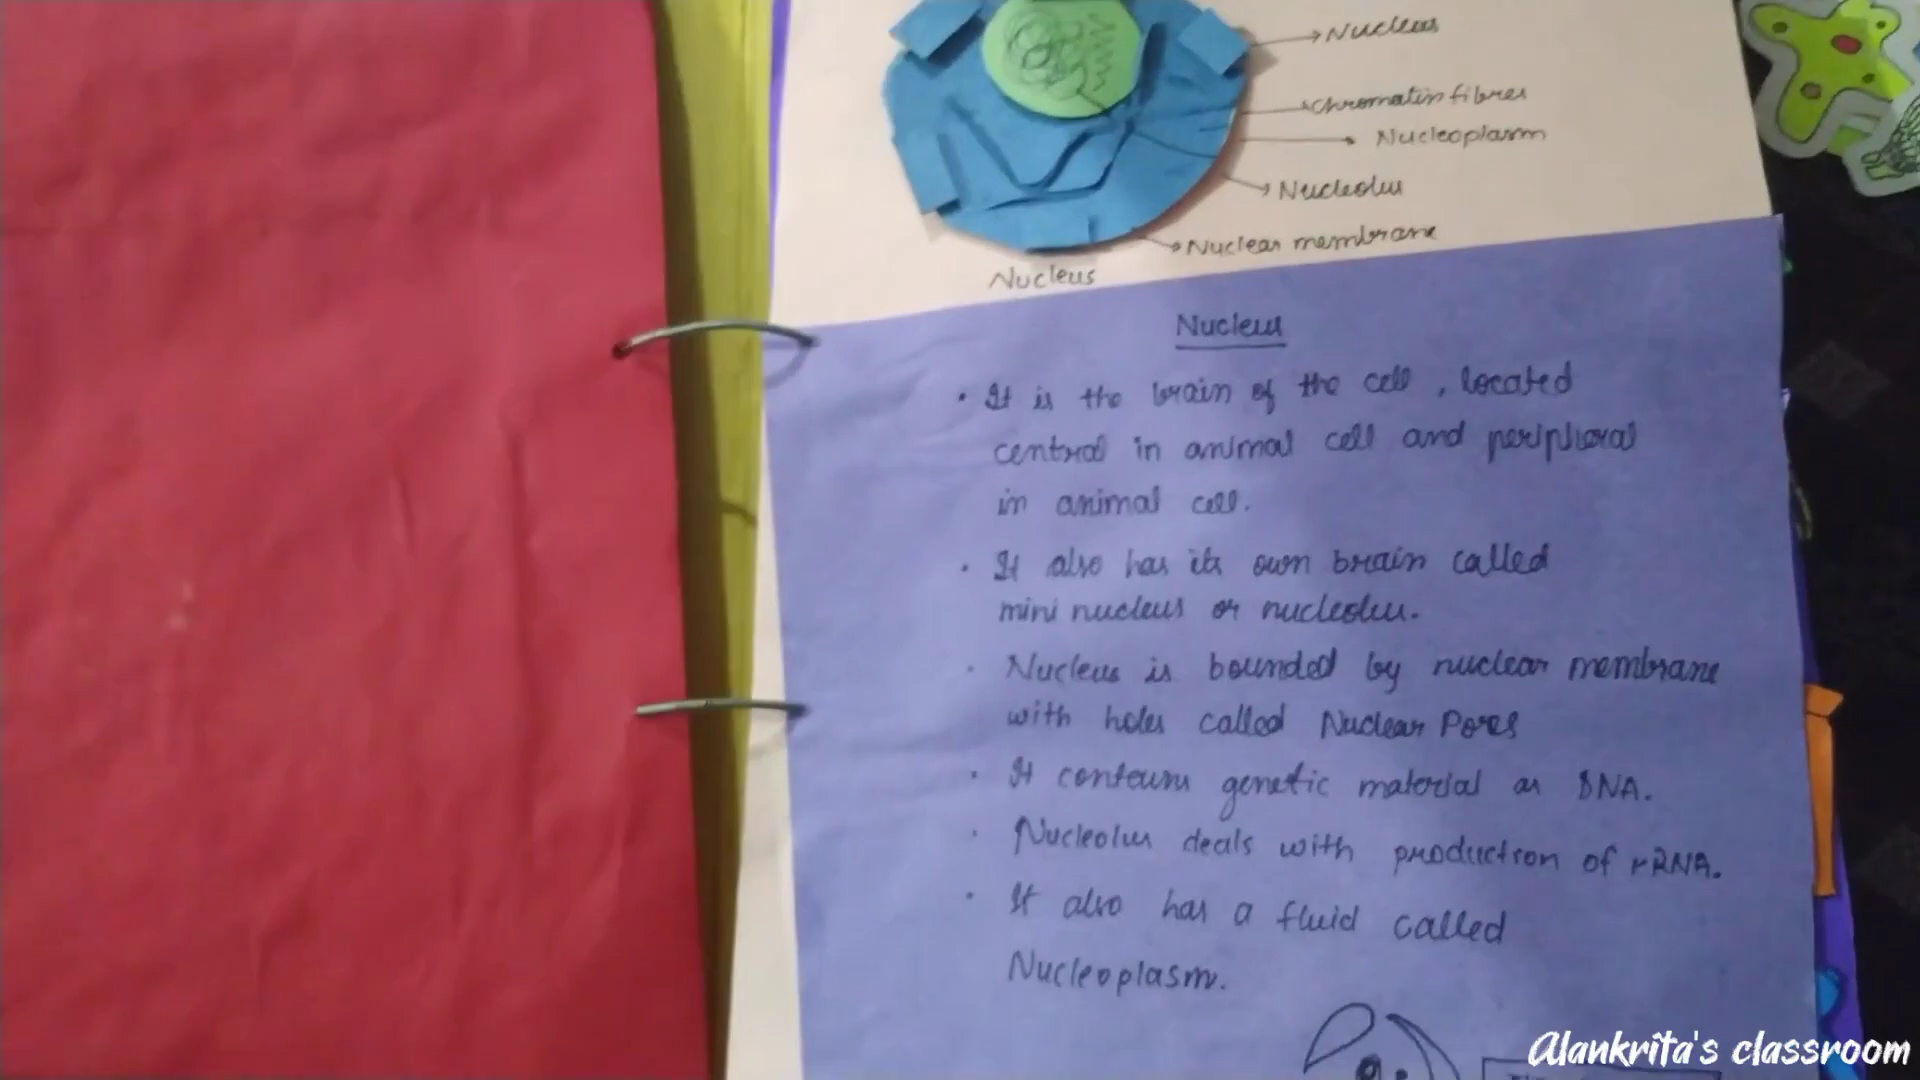 Nucleus
Chromatin fibres
Nucleoplasm
Nucleolus
Nuclear membrane
Nucleus
Nucleus
• It is the brain of the cell, located
central in animal cell and peripheral
in animal cell.
• It also has its own brain called
mini nucleus or nucleolus.
• Nucleus is bounded by nuclear membrane
with holes called Nuclear Pores
• It contains genetic material as DNA.
• Nucleolus deals with production of rRNA.
• It also has a fluid called
Nucleoplasm.
Alankrita's classroom